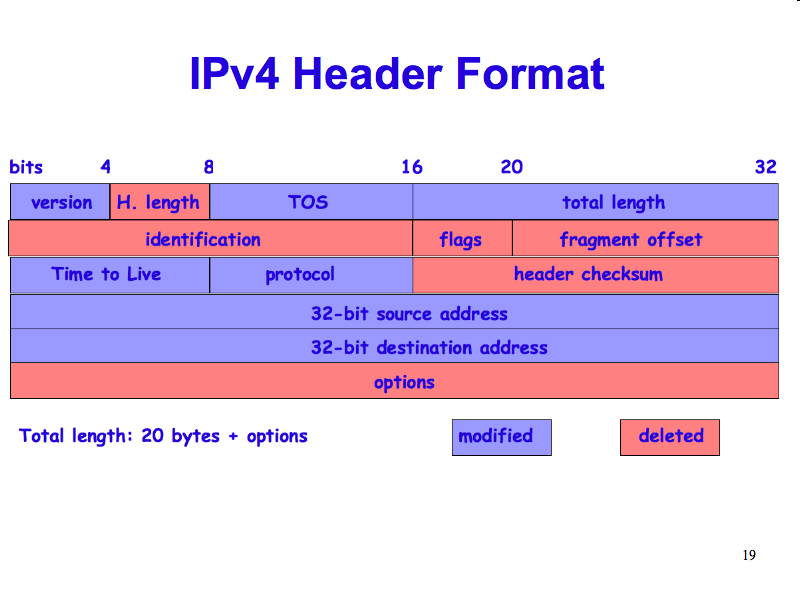 IPv4 Header Format
bits 4 8 16 20 32
version H. length TOS total length
identification flags fragment offset
Time to Live protocol header checksum
32-bit source address
32-bit destination address
options
Total length: 20 bytes + options modified deleted
19